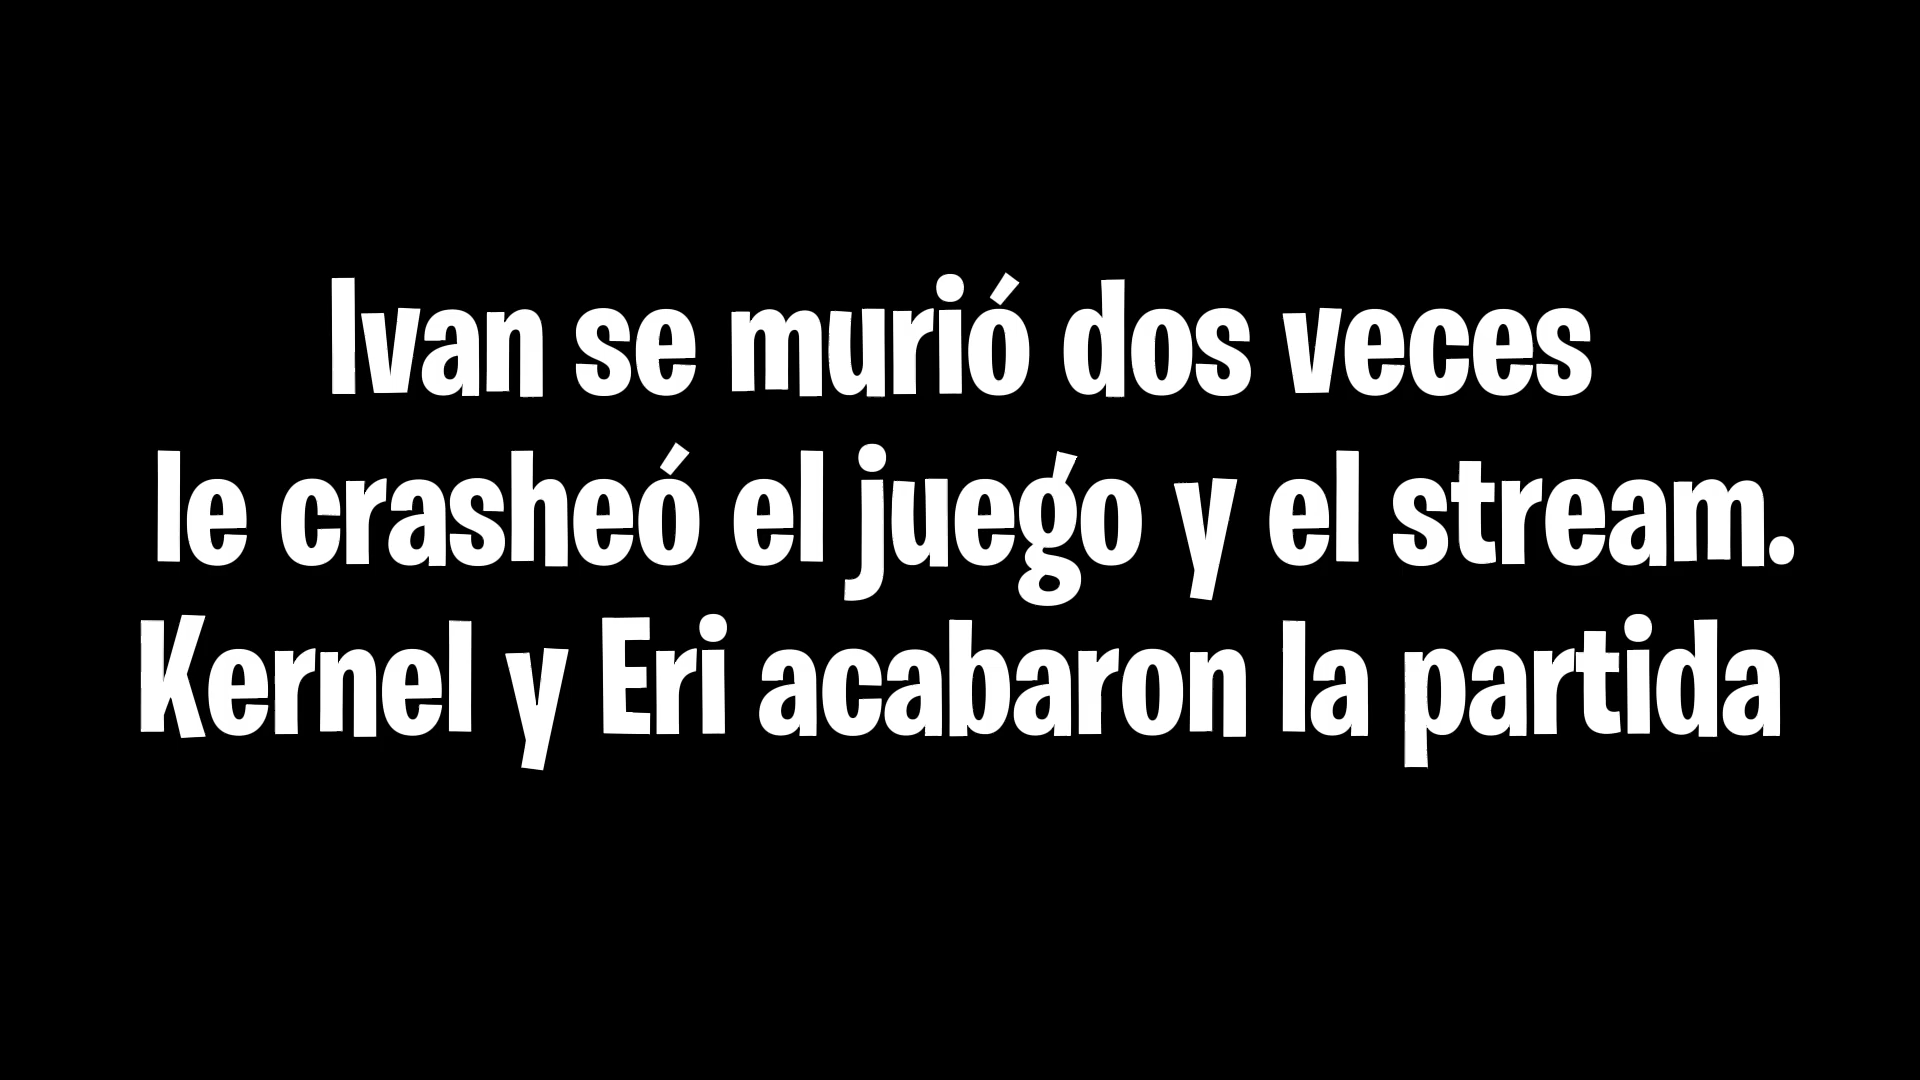 Ivan se murió dos veces
le crasheó el juego y el stream.
Kernel y Eri acabaron la partida